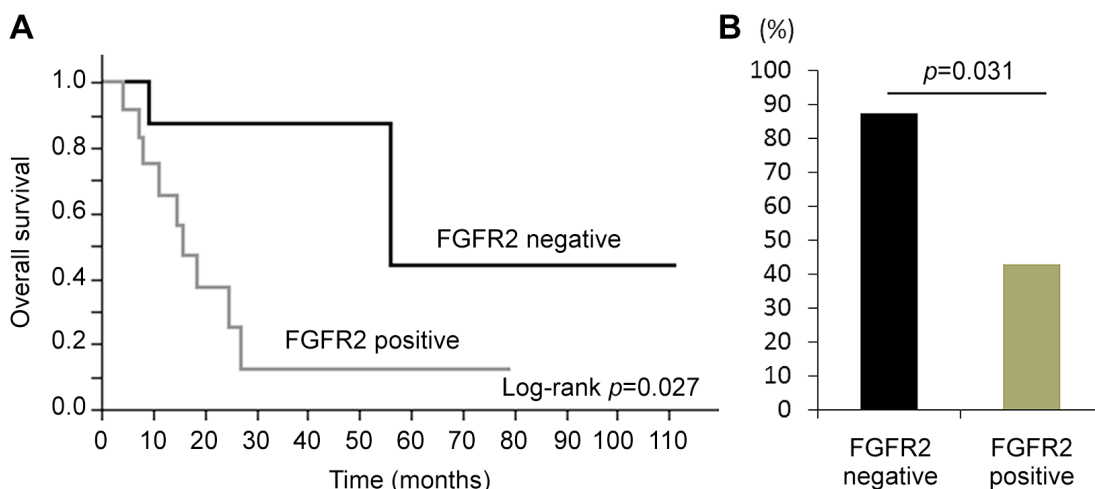 A
Overall survival
1.0
0.8
0.6
0.4
0.2
0.0
FGFR2 negative
FGFR2 positive
Log-rank p=0.027
0 10 20 30 40 50 60 70 80 90 100 110
Time (months)
B (%)
p=0.031
100
90
80
70
60
50
40
30
20
10
0
FGFR2 FGFR2
negative positive